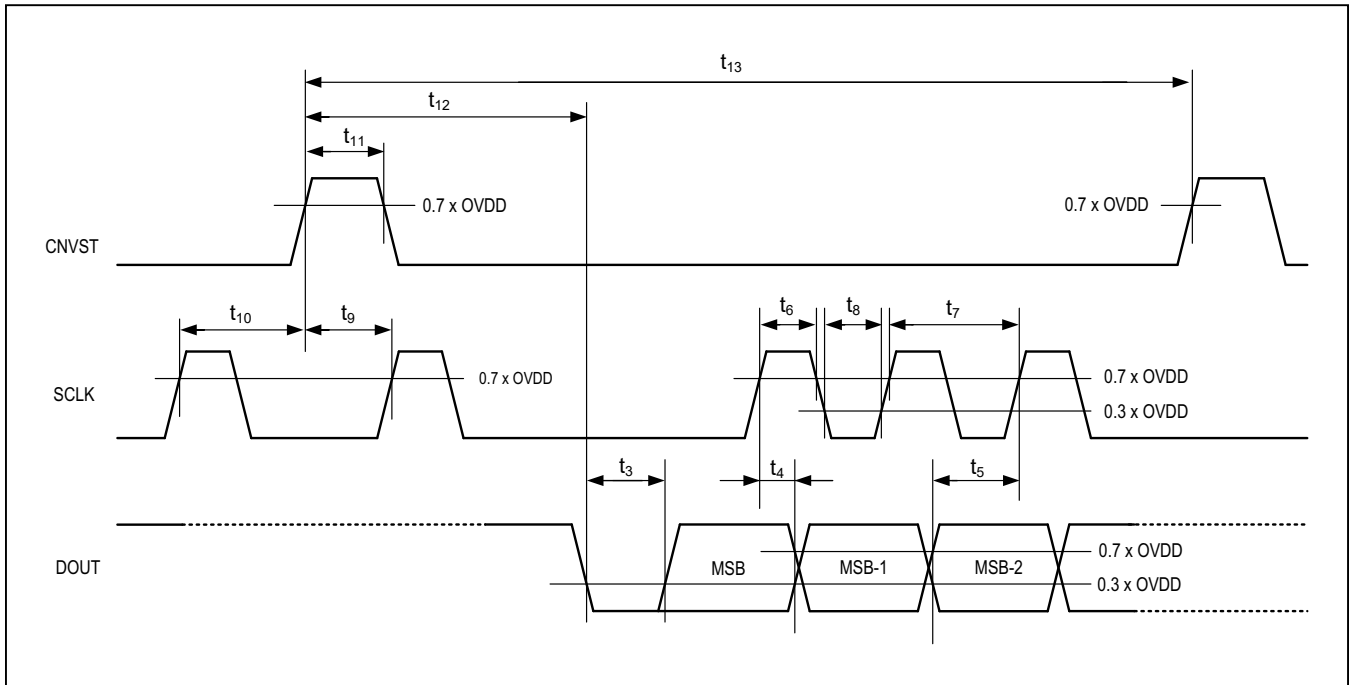 t13
t12
t11
0.7 x OVDD
0.7 x OVDD
CNVST
t10
t9
t6
t8
t7
0.7 x OVDD
0.7 x OVDD
SCLK
0.3 x OVDD
t3
t4
t5
0.7 x OVDD
DOUT
MSB
MSB-1
MSB-2
0.3 x OVDD